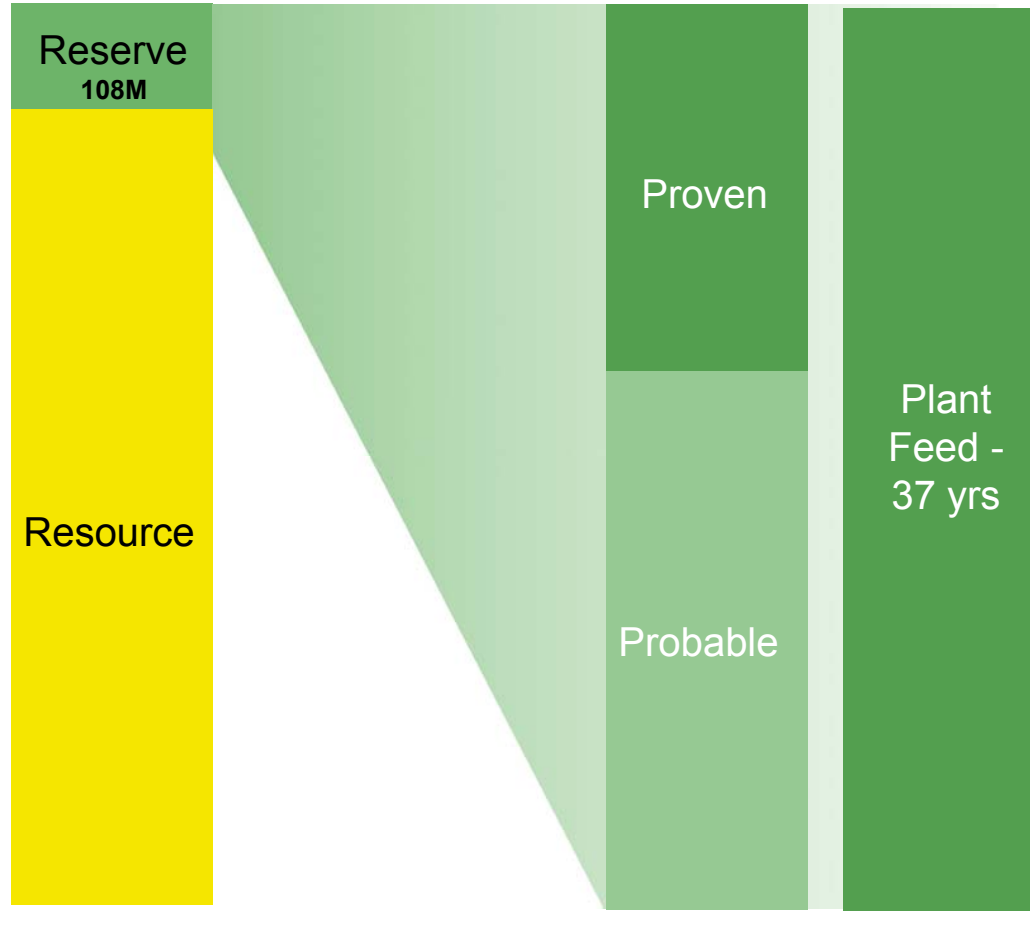 Reserve
108M
Resource
Proven
Probable
Plant
Feed -
37 yrs